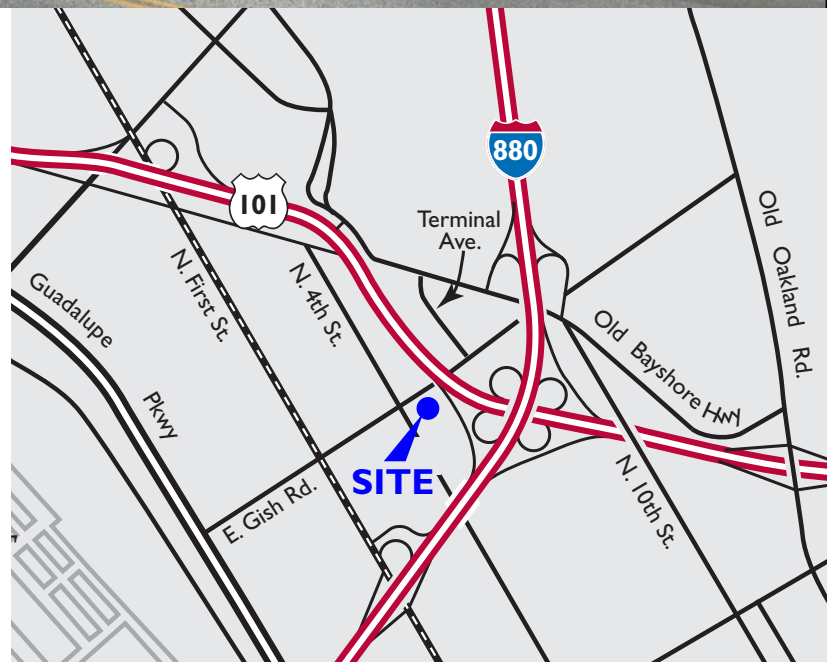 880
101
Terminal
Ave.
Old Oakland Rd.
N. First St.
N. 4th St.
Guadalupe
Pkwy
Old Bayshore Hwy
SITE
E. Gish Rd.
N. 10th St.